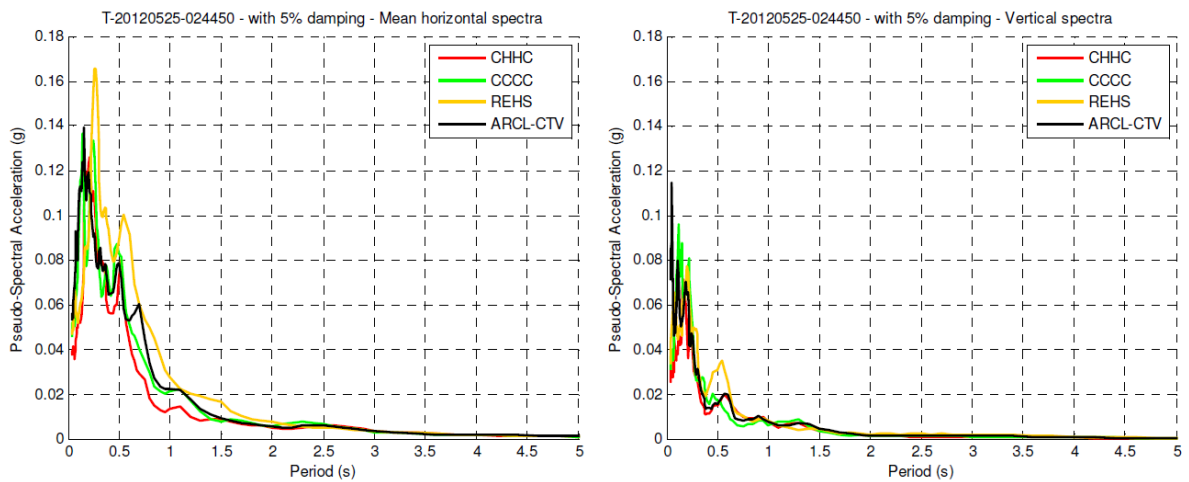 T-20120525-024450 - with 5% damping - Mean horizontal spectra
0.18
0.16
0.14
0.12
0.1
0.08
0.06
0.04
0.02
0
Pseudo-Spectral Acceleration (g)
CHHC
CCCC
REHS
ARCL-CTV
0 0.5 1 1.5 2 2.5 3 3.5 4 4.5 5
Period (s)
T-20120525-024450 - with 5% damping - Vertical spectra
0.18
0.16
0.14
0.12
0.1
0.08
0.06
0.04
0.02
0
Pseudo-Spectral Acceleration (g)
CHHC
CCCC
REHS
ARCL-CTV
0 0.5 1 1.5 2 2.5 3 3.5 4 4.5 5
Period (s)